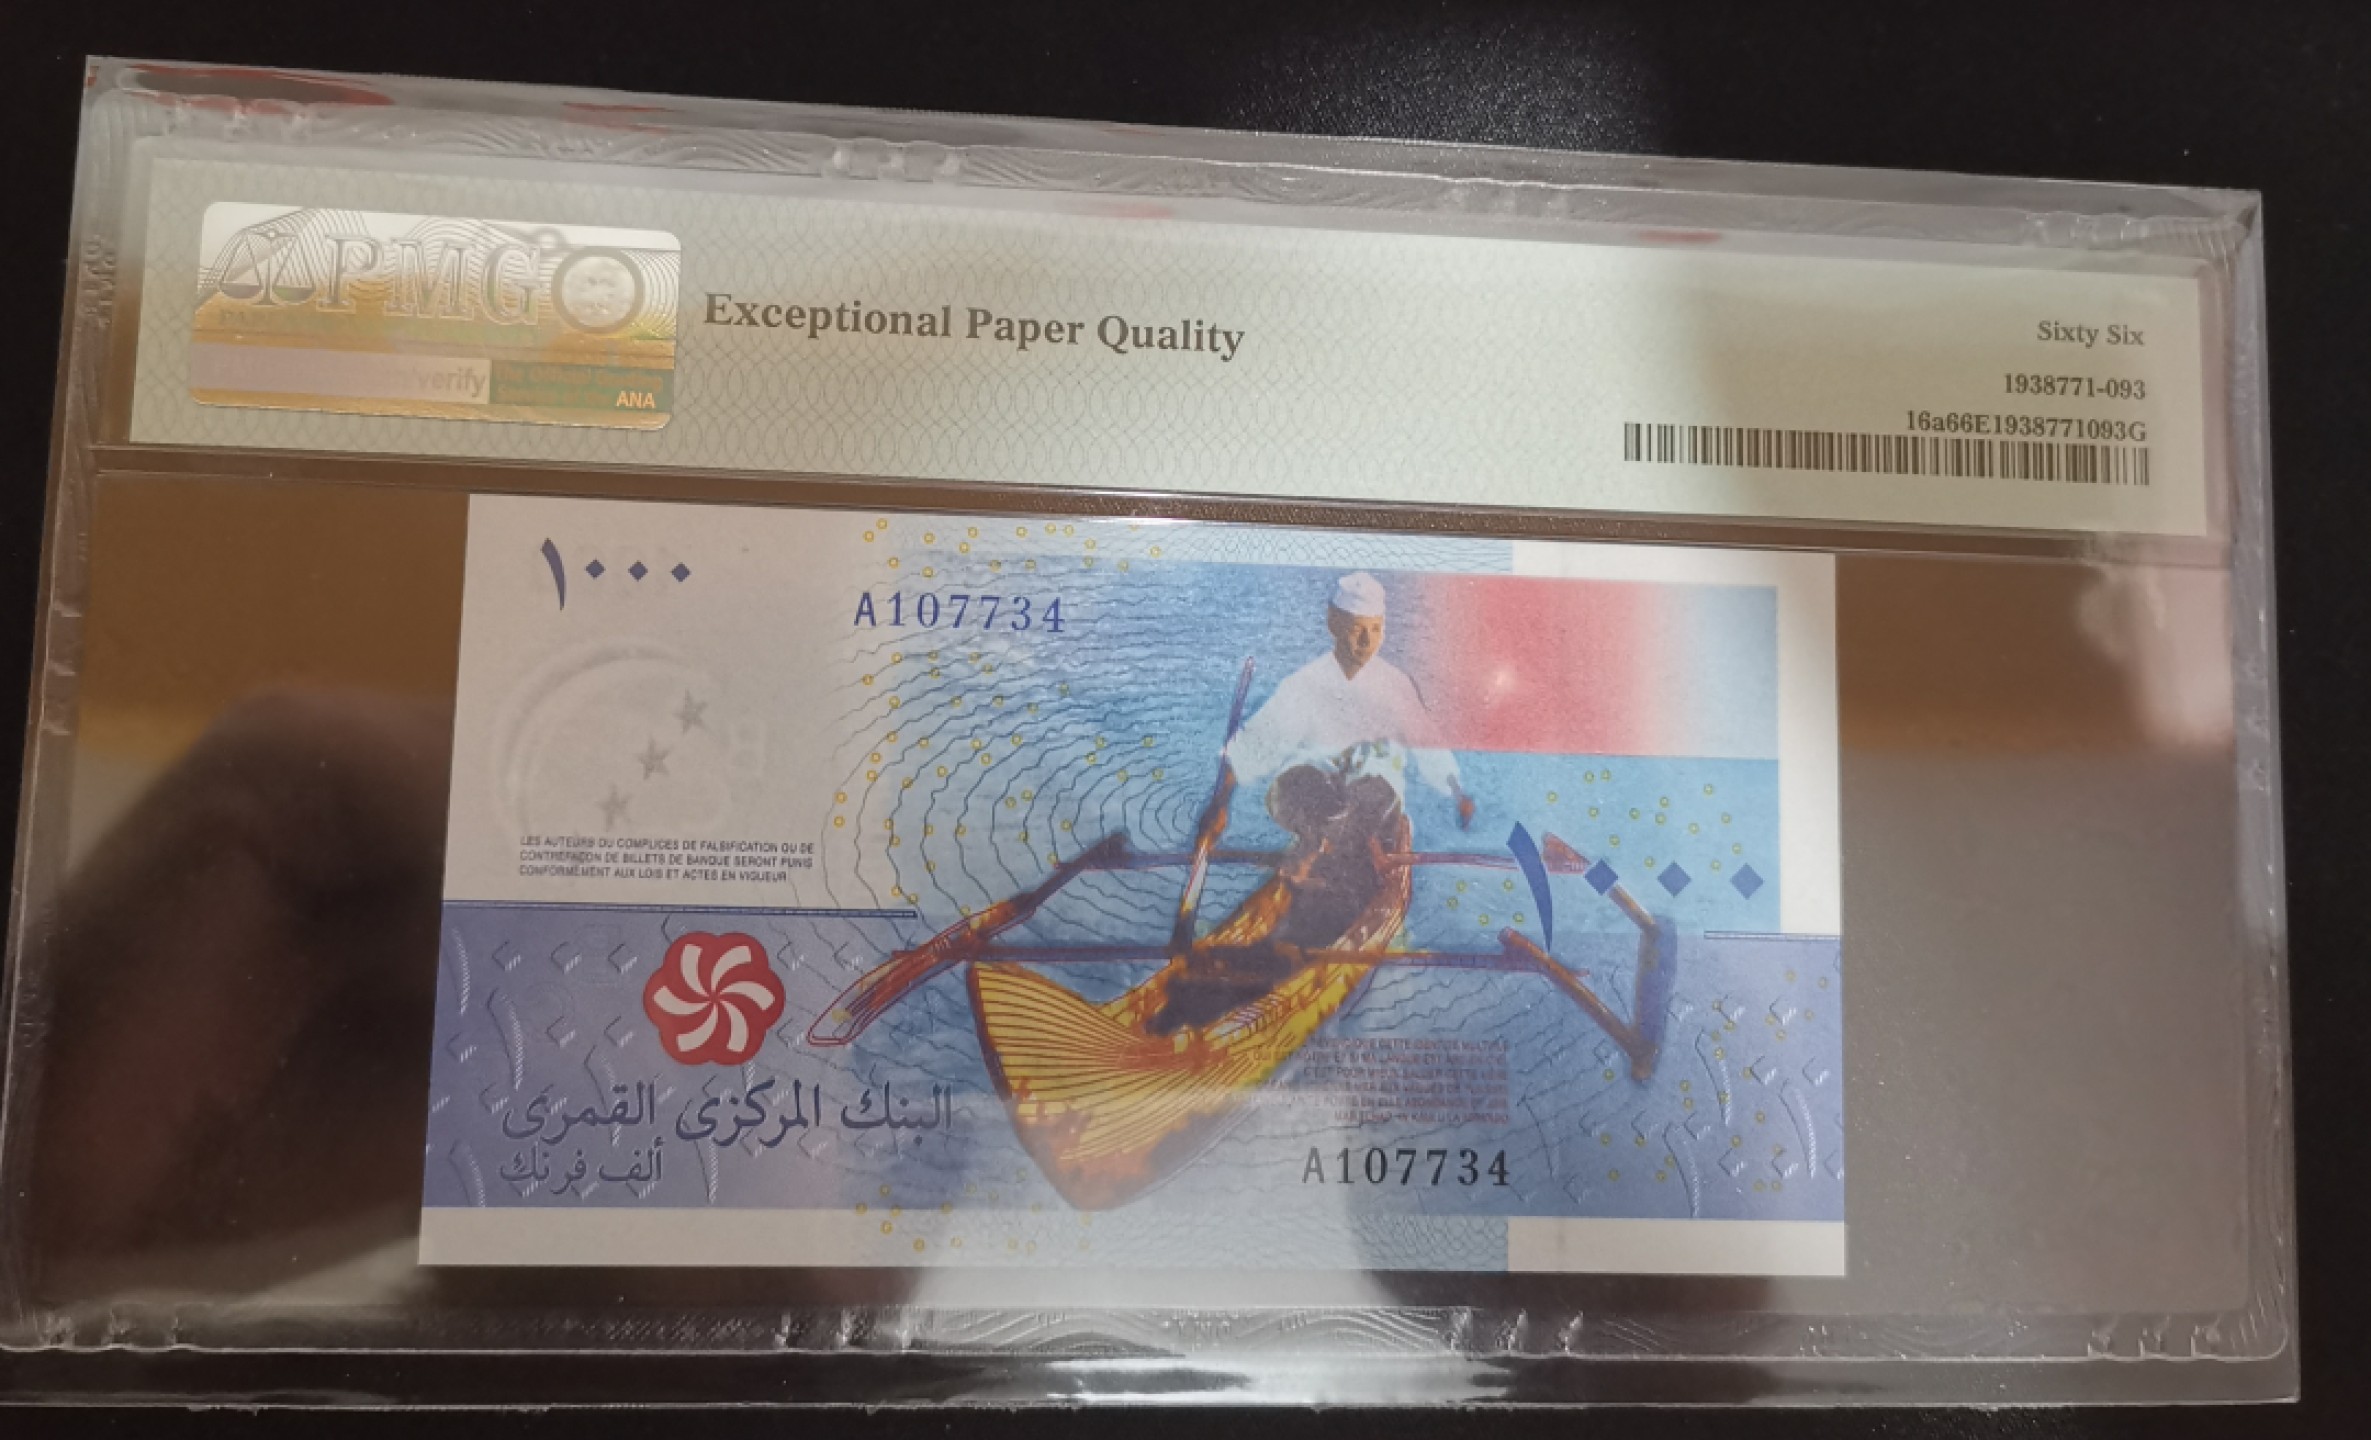 PMG
verify
ANA
Exceptional Paper Quality
Sixty Six
1938771-093
16a66E1938771093G
١٠٠٠
A107734
LES AUTEURS OU COMPLICES DE FALSIFICATION OU DE
CONTREFAÇON DE BILLETS DE BANQUE SERONT PUNIS
CONFORMÉMENT AUX LOIS ET ACTES EN VIGUEUR
١٠٠٠
البنك المركزى القمرى
ألف فرنك
A107734